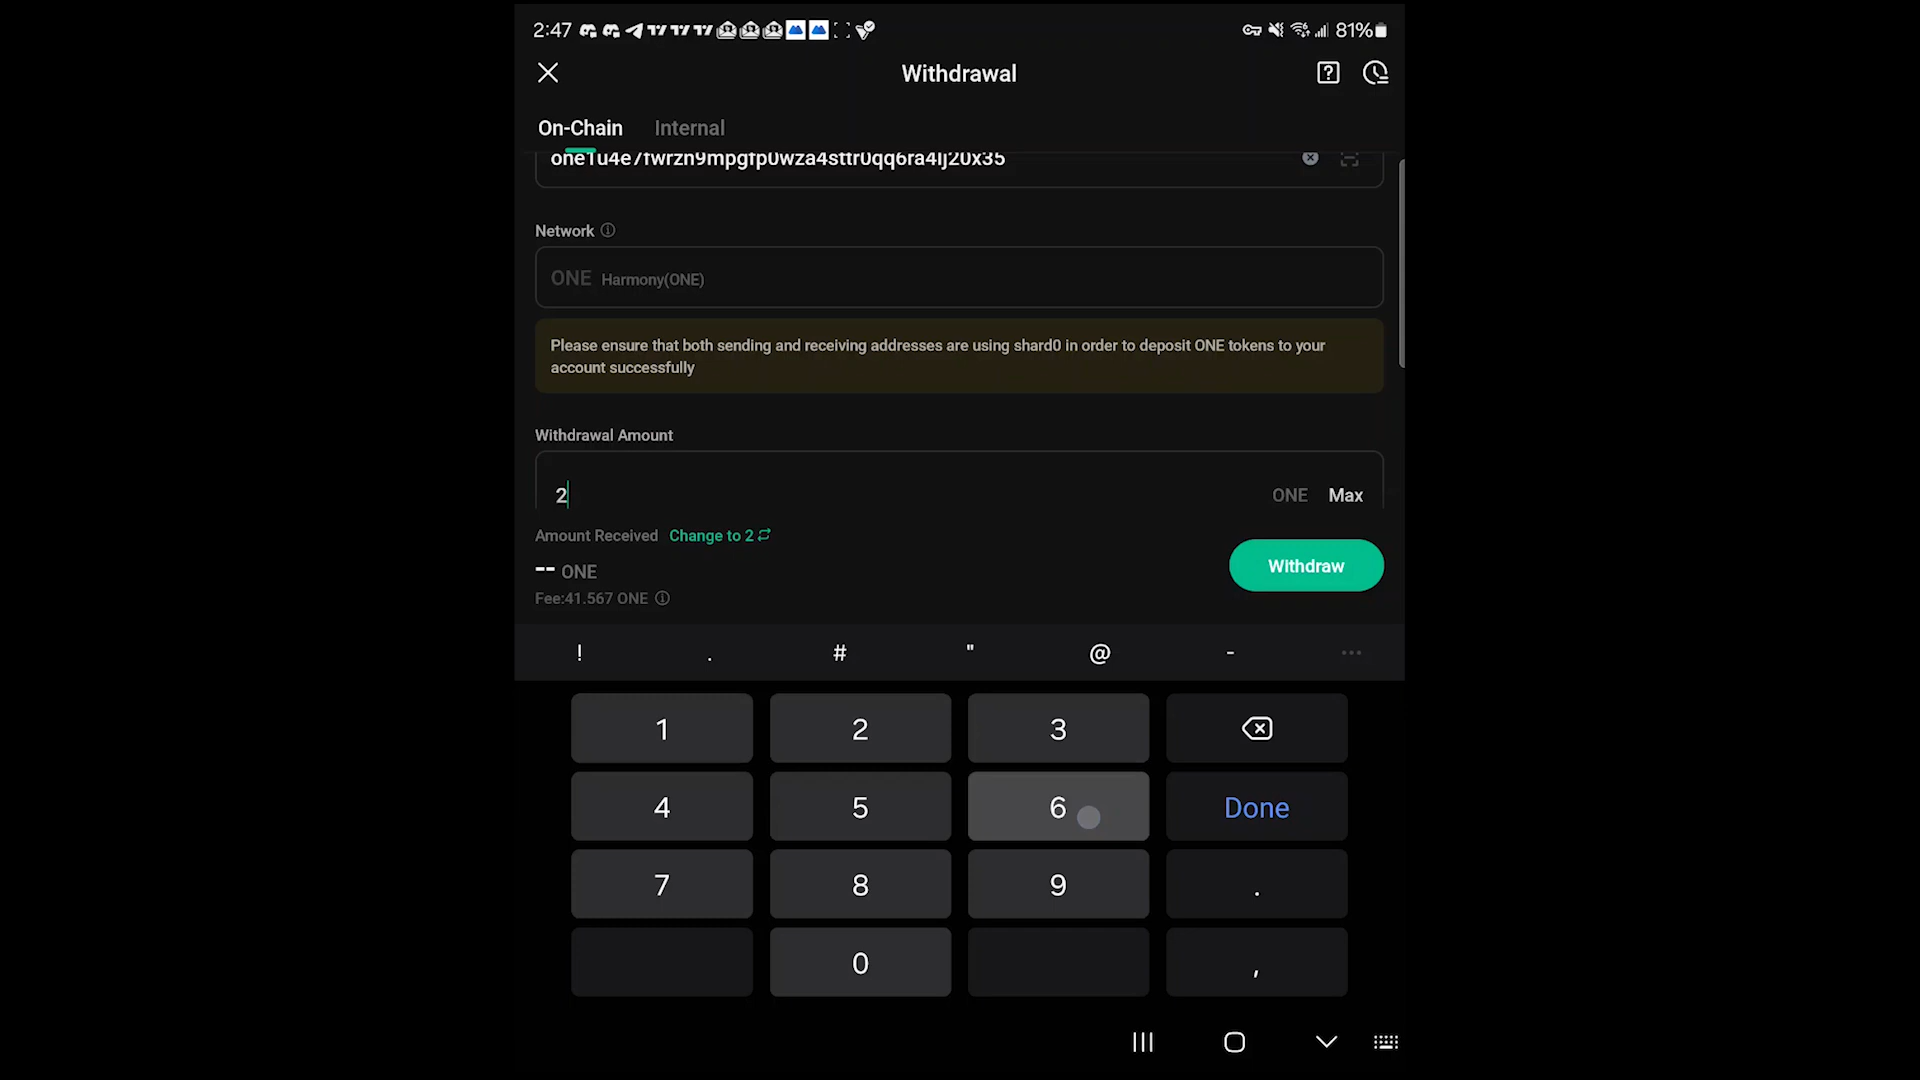 2:47
81%
Withdrawal
On-Chain Internal
one1u4e7fwrzn9mpgfp0wza4sttr0qq6ra4lj20x35
Network
ONE Harmony(ONE)
Please ensure that both sending and receiving addresses are using shard0 in order to deposit ONE tokens to your
account successfully
Withdrawal Amount
2 ONE Max
Amount Received Change to 2
-- ONE
Withdraw
Fee:41.567 ONE
! . # " @ - ...
1 2 3
4 5 6 Done
7 8 9 .
0 ,